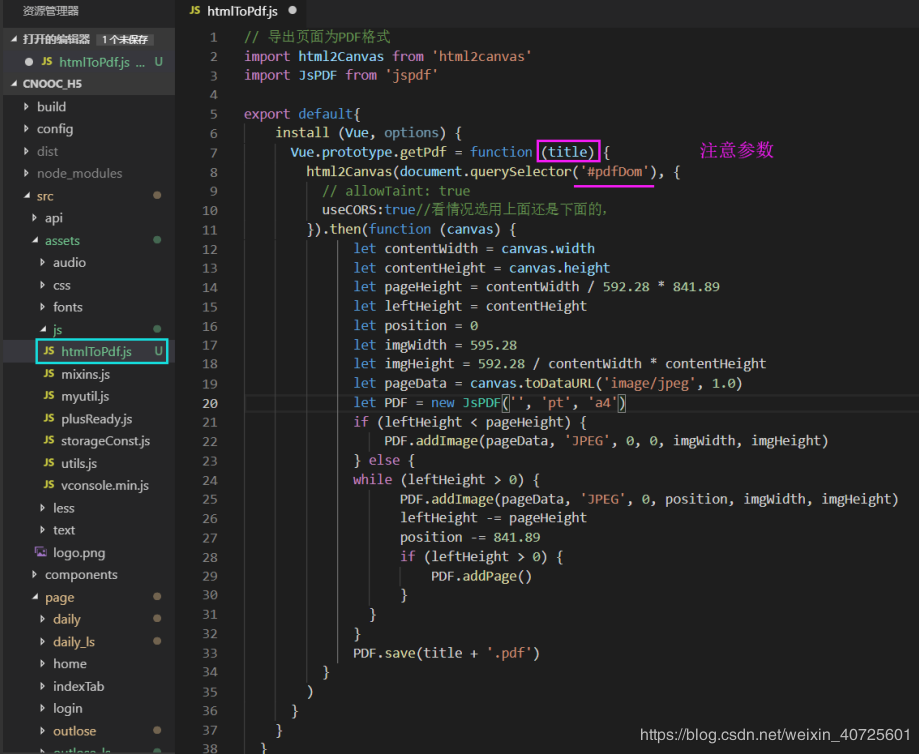 资源管理器
打开的编辑器 1 个未保存
JS htmlToPdf.js ... U
CNOOC_H5
build
config
dist
node_modules
src
api
assets
audio
css
fonts
js
JS htmlToPdf.js U
JS mixins.js
JS myutil.js
JS plusReady.js
JS storageConst.js
JS utils.js
JS vconsole.min.js
less
text
logo.png
components
page
daily
daily_ls
home
indexTab
login
outlose
outlose_ls
JS htmlToPdf.js ●
1 // 导出页面为PDF格式
2 import html2Canvas from 'html2canvas'
3 import JsPDF from 'jspdf'
4
5 export default{
6 install (Vue, options) {
7 Vue.prototype.getPdf = function (title) { 注意参数
8 html2Canvas(document.querySelector('#pdfDom'), {
9 // allowTaint: true
10 useCORS:true//看情况选用上面还是下面的,
11 }).then(function (canvas) {
12 let contentWidth = canvas.width
13 let contentHeight = canvas.height
14 let pageHeight = contentWidth / 592.28 * 841.89
15 let leftHeight = contentHeight
16 let position = 0
17 let imgWidth = 595.28
18 let imgHeight = 592.28 / contentWidth * contentHeight
19 let pageData = canvas.toDataURL('image/jpeg', 1.0)
20 let PDF = new JsPDF('', 'pt', 'a4')
21 if (leftHeight < pageHeight) {
22 PDF.addImage(pageData, 'JPEG', 0, 0, imgWidth, imgHeight)
23 } else {
24 while (leftHeight > 0) {
25 PDF.addImage(pageData, 'JPEG', 0, position, imgWidth, imgHeight)
26 leftHeight -= pageHeight
27 position -= 841.89
28 if (leftHeight > 0) {
29 PDF.addPage()
30 }
31 }
32 }
33 PDF.save(title + '.pdf')
34 }
35 )
36 }
37 }
38 }
https://blog.csdn.net/weixin_40725601